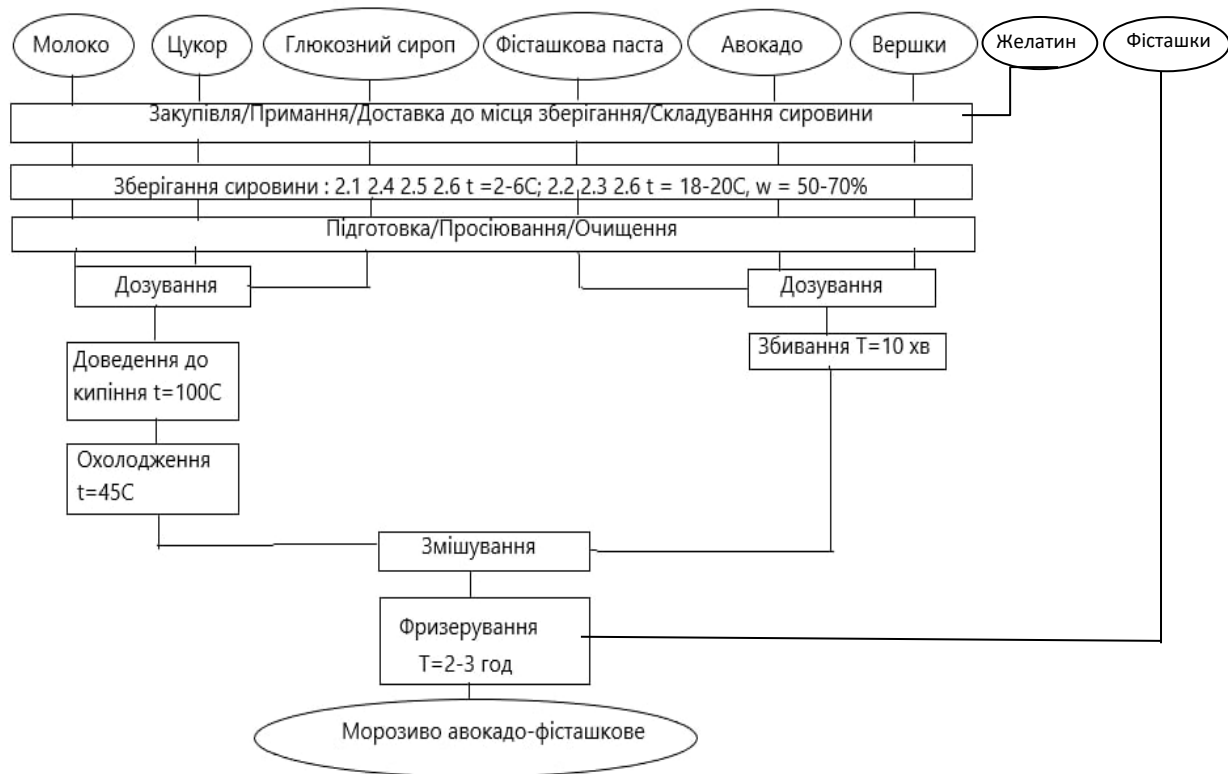 Молоко
Цукор
Глюкозний сироп
Фісташкова паста
Авокадо
Вершки
Желатин
Фісташки
Закупівля/Примання/Доставка до місця зберігання/Складування сировини
Зберігання сировини : 2.1 2.4 2.5 2.6 t =2-6C; 2.2 2.3 2.6 t = 18-20C, w = 50-70%
Підготовка/Просіювання/Очищення
Дозування
Дозування
Доведення до
кипіння t=100C
Збивання T=10 хв
Охолодження
t=45C
Змішування
Фризерування
T=2-3 год
Морозиво авокадо-фісташкове